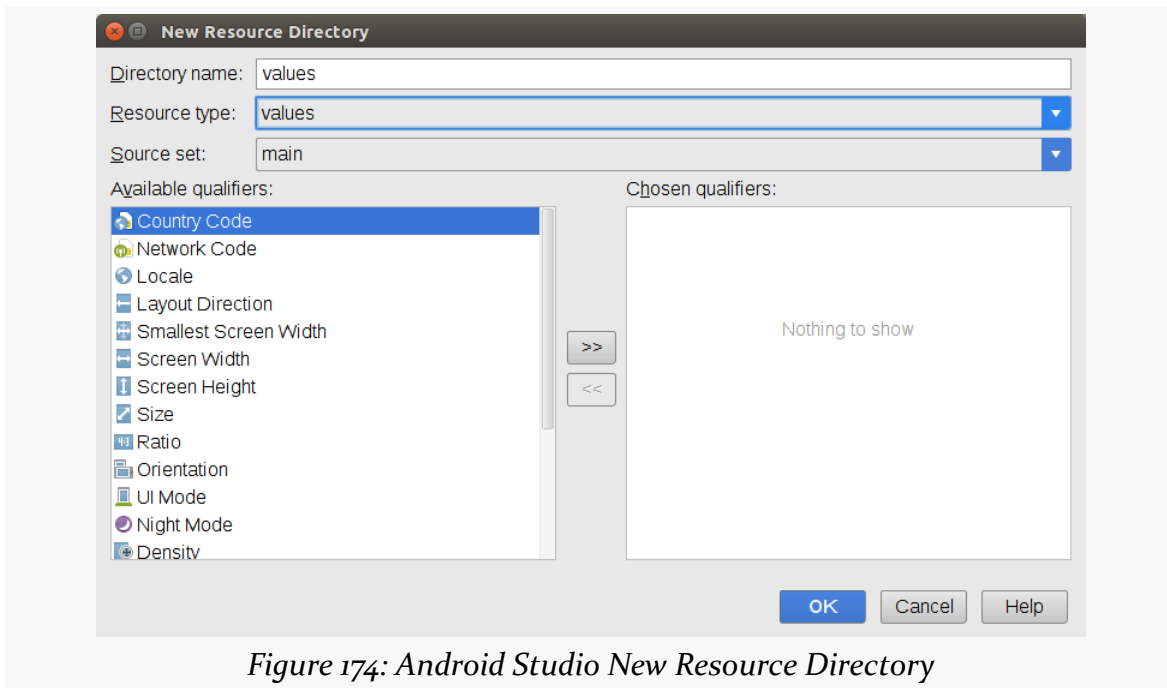 New Resource Directory
Directory name: values
Resource type: values
Source set: main
Available qualifiers:
Country Code
Network Code
Locale
Layout Direction
Smallest Screen Width
Screen Width
Screen Height
Size
Ratio
Orientation
UI Mode
Night Mode
Density
>>
<<
Chosen qualifiers:
Nothing to show
OK Cancel Help
Figure 174: Android Studio New Resource Directory